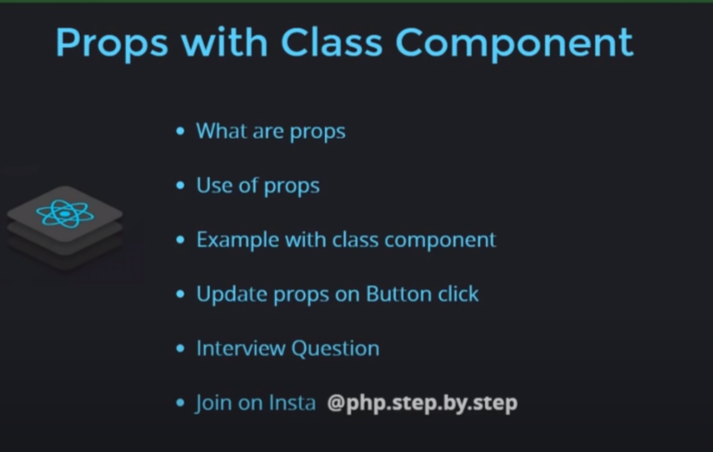 Props with Class Component
• What are props
• Use of props
• Example with class component
• Update props on Button click
• Interview Question
• Join on Insta @php.step.by.step